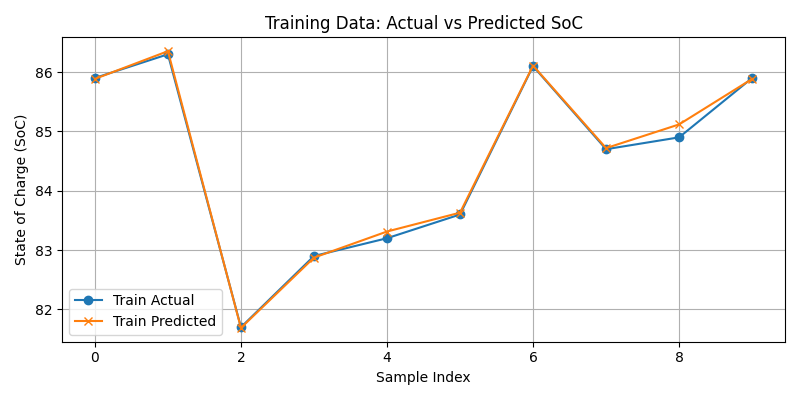 Training Data: Actual vs Predicted SoC
State of Charge (SoC)
86
85
84
83
82
Train Actual
Train Predicted
0 2 4 6 8
Sample Index